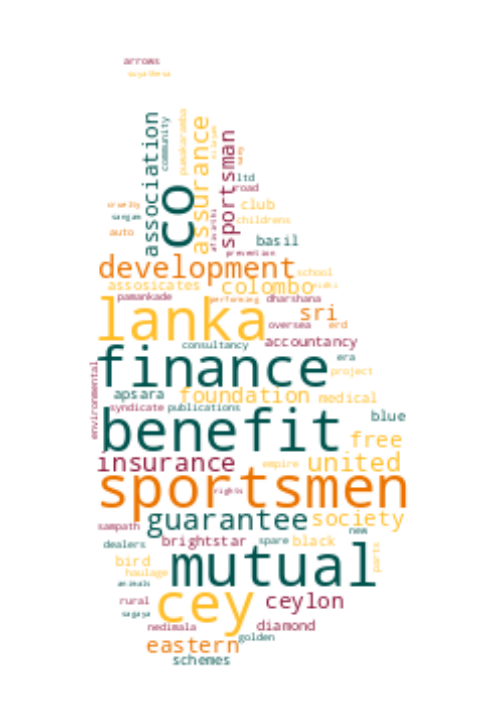 arrows
association
community
co
assurance
sportsman
ltd
road
club
childrens
cruelty
sangam
auto
basil
prevention
development
school
assosicates
colombo
pamankade
performing
dharshana
lanka
sri
oversea
erd
consultancy
accountancy
era
finance
project
environmental
apsara
foundation
medical
syndicate
publications
blue
benefit
free
insurance
empire
united
sportsmen
rights
guarantee
society
sampath
new
dealers
brightstar
spare
black
parts
bird
haulage
mutual
animals
rural
cey
ceylon
sagaya
nedimala
diamond
golden
eastern
schemes